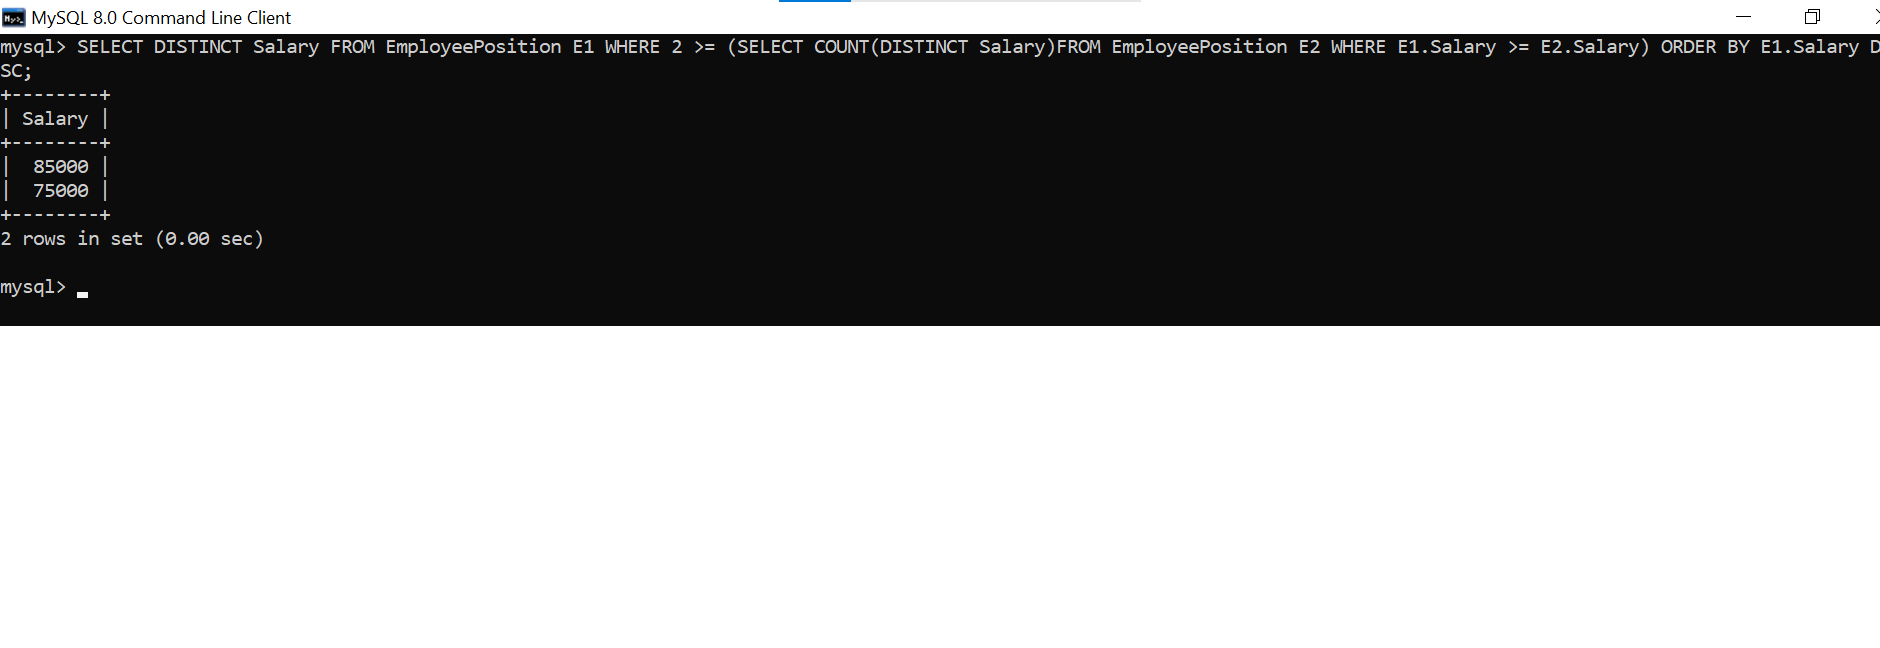 MySQL 8.0 Command Line Client
mysql> SELECT DISTINCT Salary FROM EmployeePosition E1 WHERE 2 >= (SELECT COUNT(DISTINCT Salary)FROM EmployeePosition E2 WHERE E1.Salary >= E2.Salary) ORDER BY E1.Salary D
SC;
+--------+
| Salary |
+--------+
|  85000 |
|  75000 |
+--------+
2 rows in set (0.00 sec)
mysql>